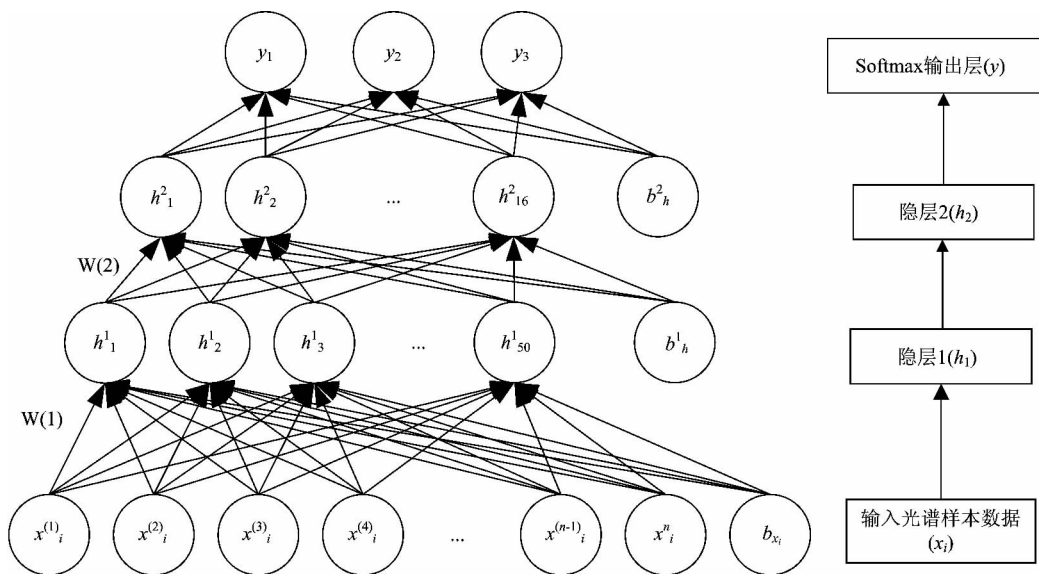 y₁ y₂ y₃
Softmax输出层(y)
h²₁ h²₂ ... h²₁₆ b²ₕ
隐层2(h₂)
W(2)
h¹₁ h¹₂ h¹₃ ... h¹₅₀ b¹ₕ
隐层1(h₁)
W(1)
x⁽¹⁾ᵢ x⁽²⁾ᵢ x⁽³⁾ᵢ x⁽⁴⁾ᵢ ... x⁽ⁿ⁻¹⁾ᵢ xⁿᵢ b_{xᵢ}
输入光谱样本数据
(xᵢ)